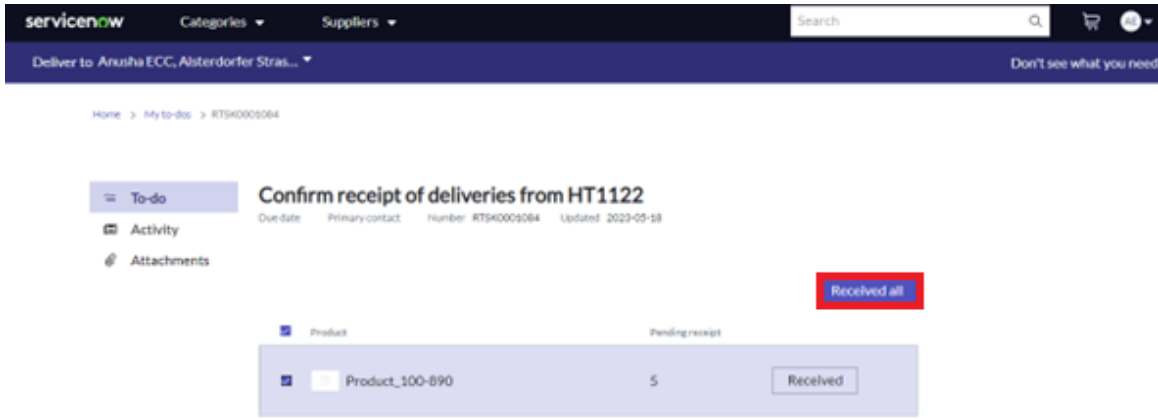 servicenow Categories Suppliers Search AE
Deliver to Anusha ECC, Alsterdorfer Stras... Don't see what you need
Home > My to-dos > RTSK0001084
To-do
Activity
Attachments
Confirm receipt of deliveries from HT1122
Due date Primary contact Number RTSK0001084 Updated 2023-05-18
Received all
Product Pending receipt
Product_100-890 5 Received